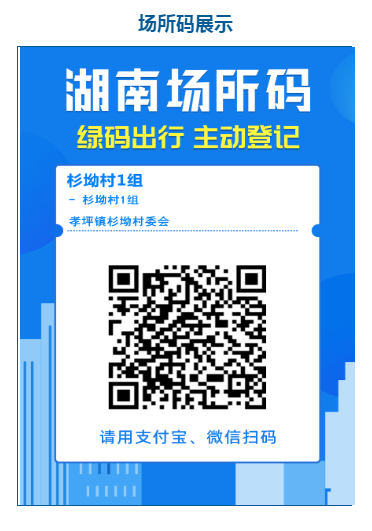 场所码展示
湖南场所码
绿码出行 主动登记
杉坳村1组
- 杉坳村1组
孝坪镇杉坳村委会
请用支付宝、微信扫码